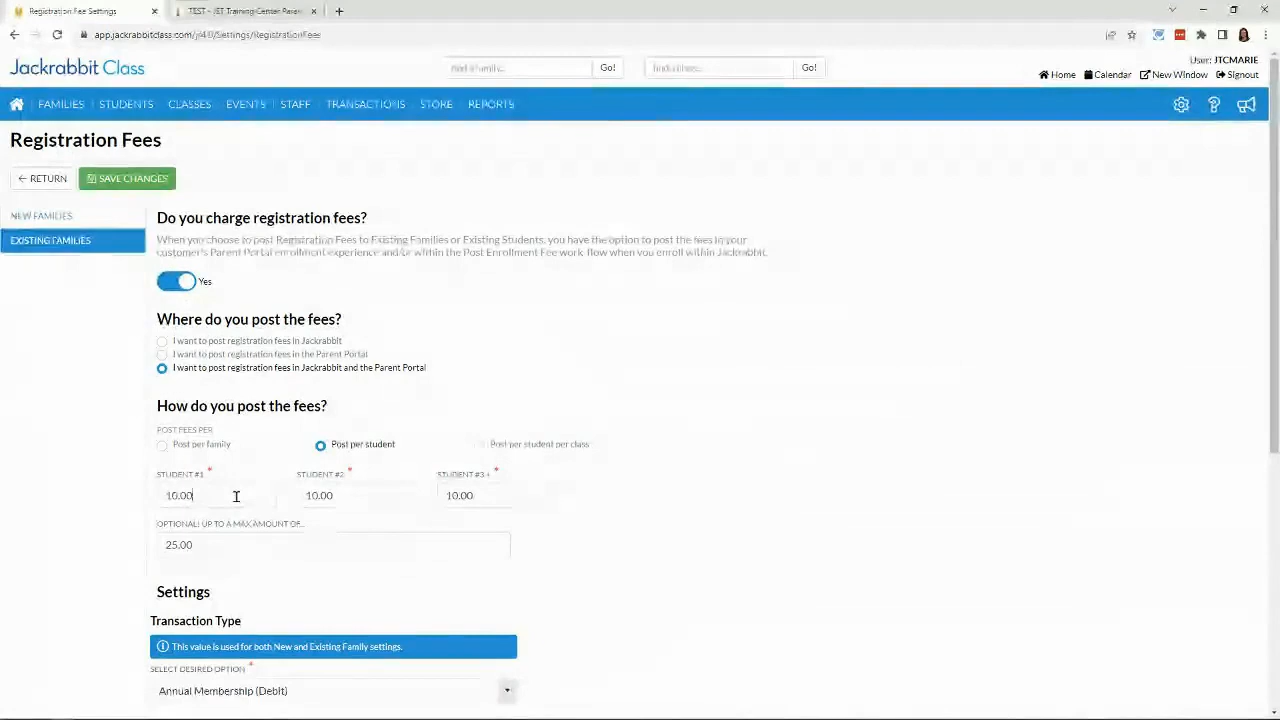 Registration Fee Settings
TEST - JET Training Center Paren
app.jackrabbitclass.com/jr4.0/Settings/RegistrationFees
Jackrabbit Class
Find a Family...
Go!
Go!
User: JTCMARIE
Home Calendar New Window Signout
FAMILIES STUDENTS CLASSES EVENTS STAFF TRANSACTIONS STORE REPORTS
Registration Fees
RETURN SAVE CHANGES
NEW FAMILIES
EXISTING FAMILIES
Do you charge registration fees?
When you choose to post Registration Fees to Existing Families or Existing Students, you have the option to post the fees in your
customer's Parent Portal enrollment experience and/or within the Post Enrollment Fee work flow when you enroll within Jackrabbit.
Yes
Where do you post the fees?
I want to post registration fees in Jackrabbit
I want to post registration fees in the Parent Portal
I want to post registration fees in Jackrabbit and the Parent Portal
How do you post the fees?
POST FEES PER
Post per family Post per student Post per student per class
STUDENT #1 * STUDENT #2 * STUDENT #3 + *
10.00 10.00 10.00
OPTIONAL: UP TO A MAX AMOUNT OF...
25.00
Settings
Transaction Type
This value is used for both New and Existing Family settings.
SELECT DESIRED OPTION *
Annual Membership (Debit)